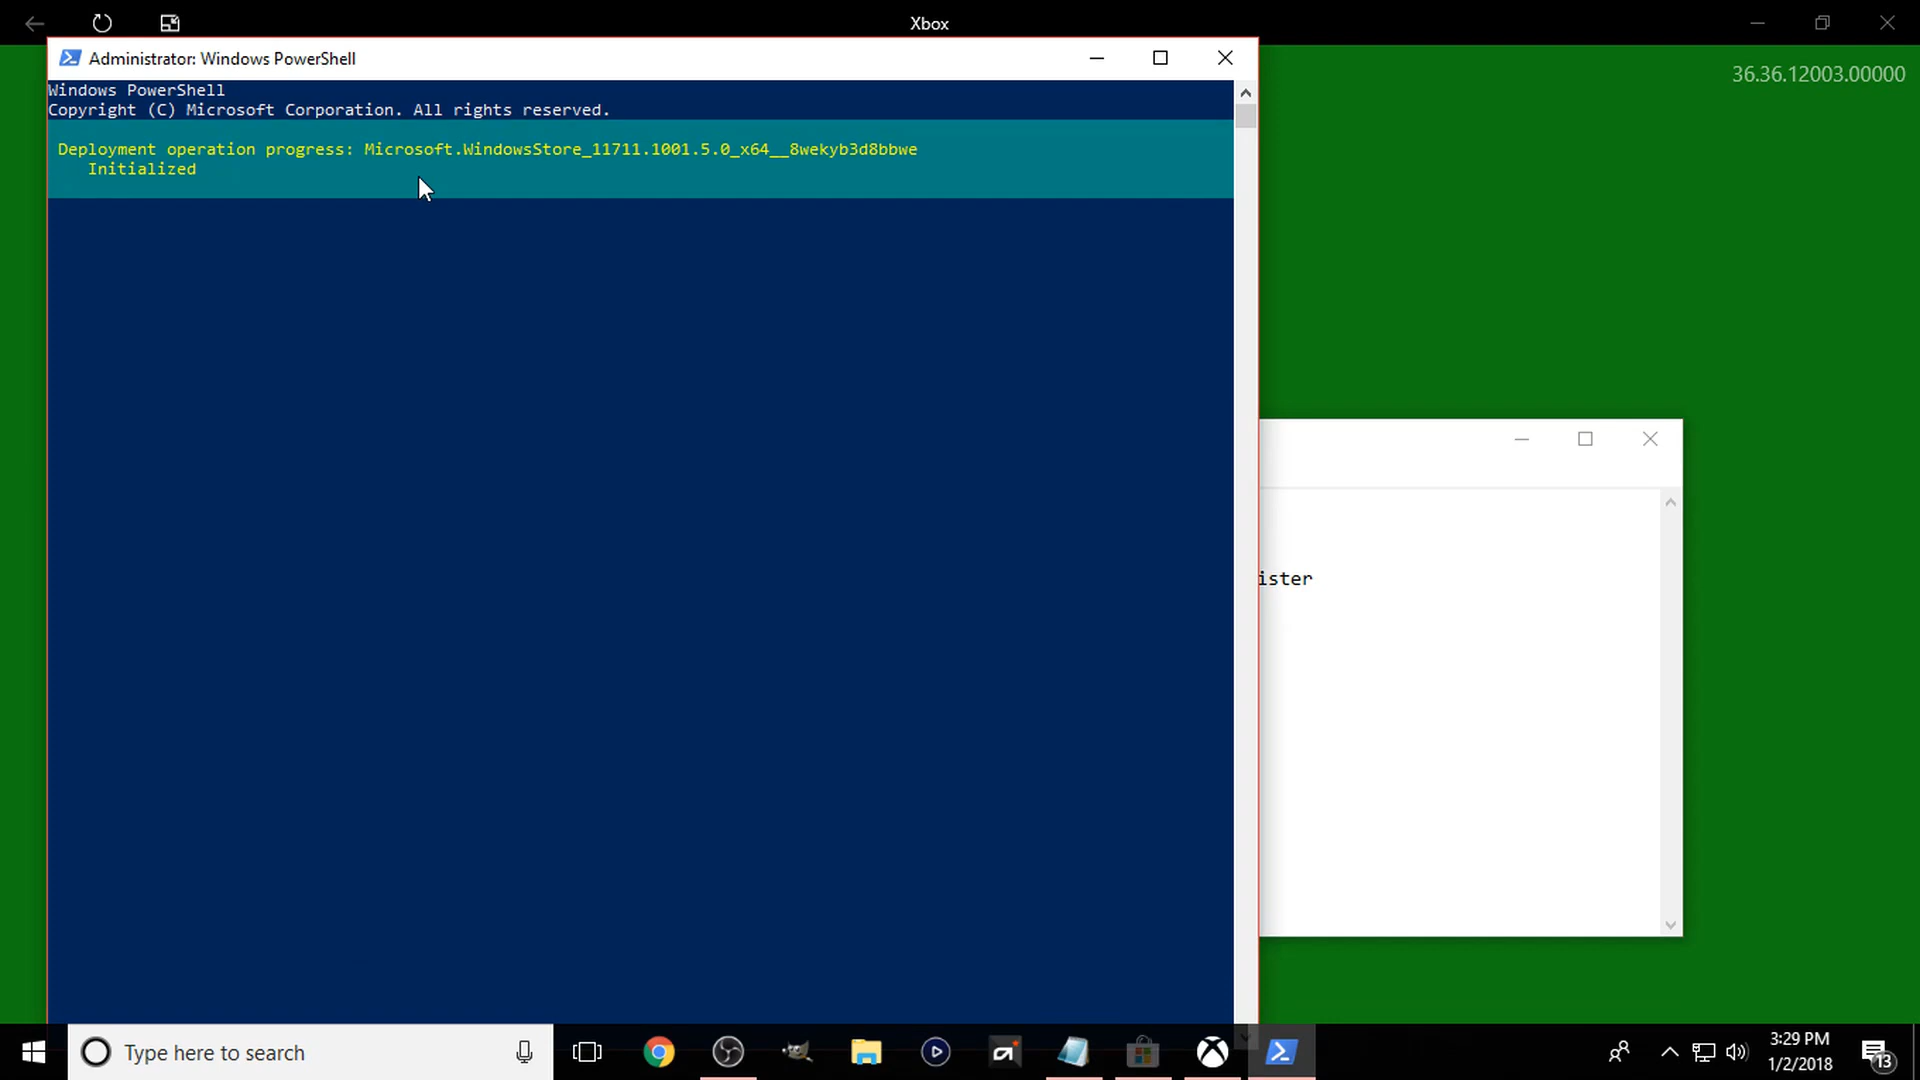 Xbox
Administrator: Windows PowerShell
36.36.12003.00000
Windows PowerShell
Copyright (C) Microsoft Corporation. All rights reserved.
Deployment operation progress: Microsoft.WindowsStore_11711.1001.5.0_x64__8wekyb3d8bbwe
Initialized
ister
Type here to search
3:29 PM
1/2/2018
13